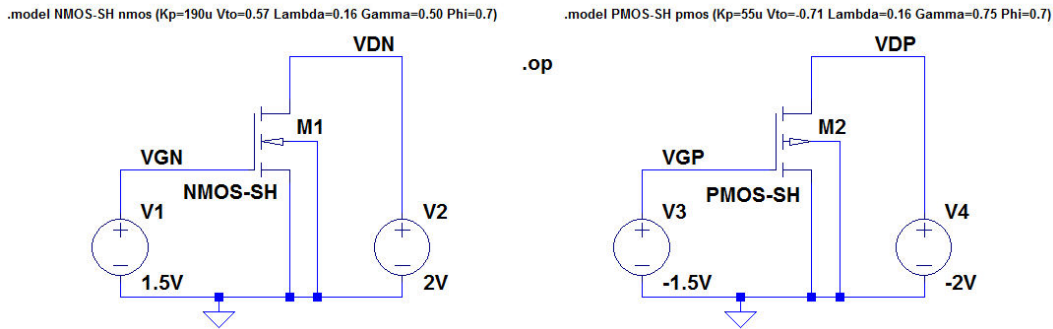 .model NMOS-SH nmos (Kp=190u Vto=0.57 Lambda=0.16 Gamma=0.50 Phi=0.7)
.model PMOS-SH pmos (Kp=55u Vto=-0.71 Lambda=0.16 Gamma=0.75 Phi=0.7)
VDN
.op
VDP
M1
M2
VGN
VGP
NMOS-SH
PMOS-SH
V1
V2
V3
V4
1.5V
2V
-1.5V
-2V